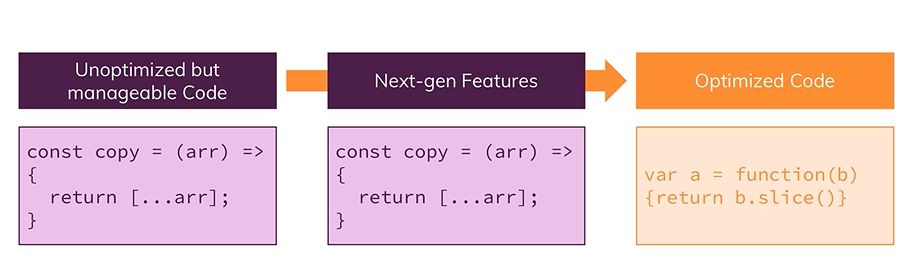 Unoptimized but
manageable Code
Next-gen Features
Optimized Code
const copy = (arr) =>
{
  return [...arr];
}
const copy = (arr) =>
{
  return [...arr];
}
var a = function(b)
{return b.slice()}